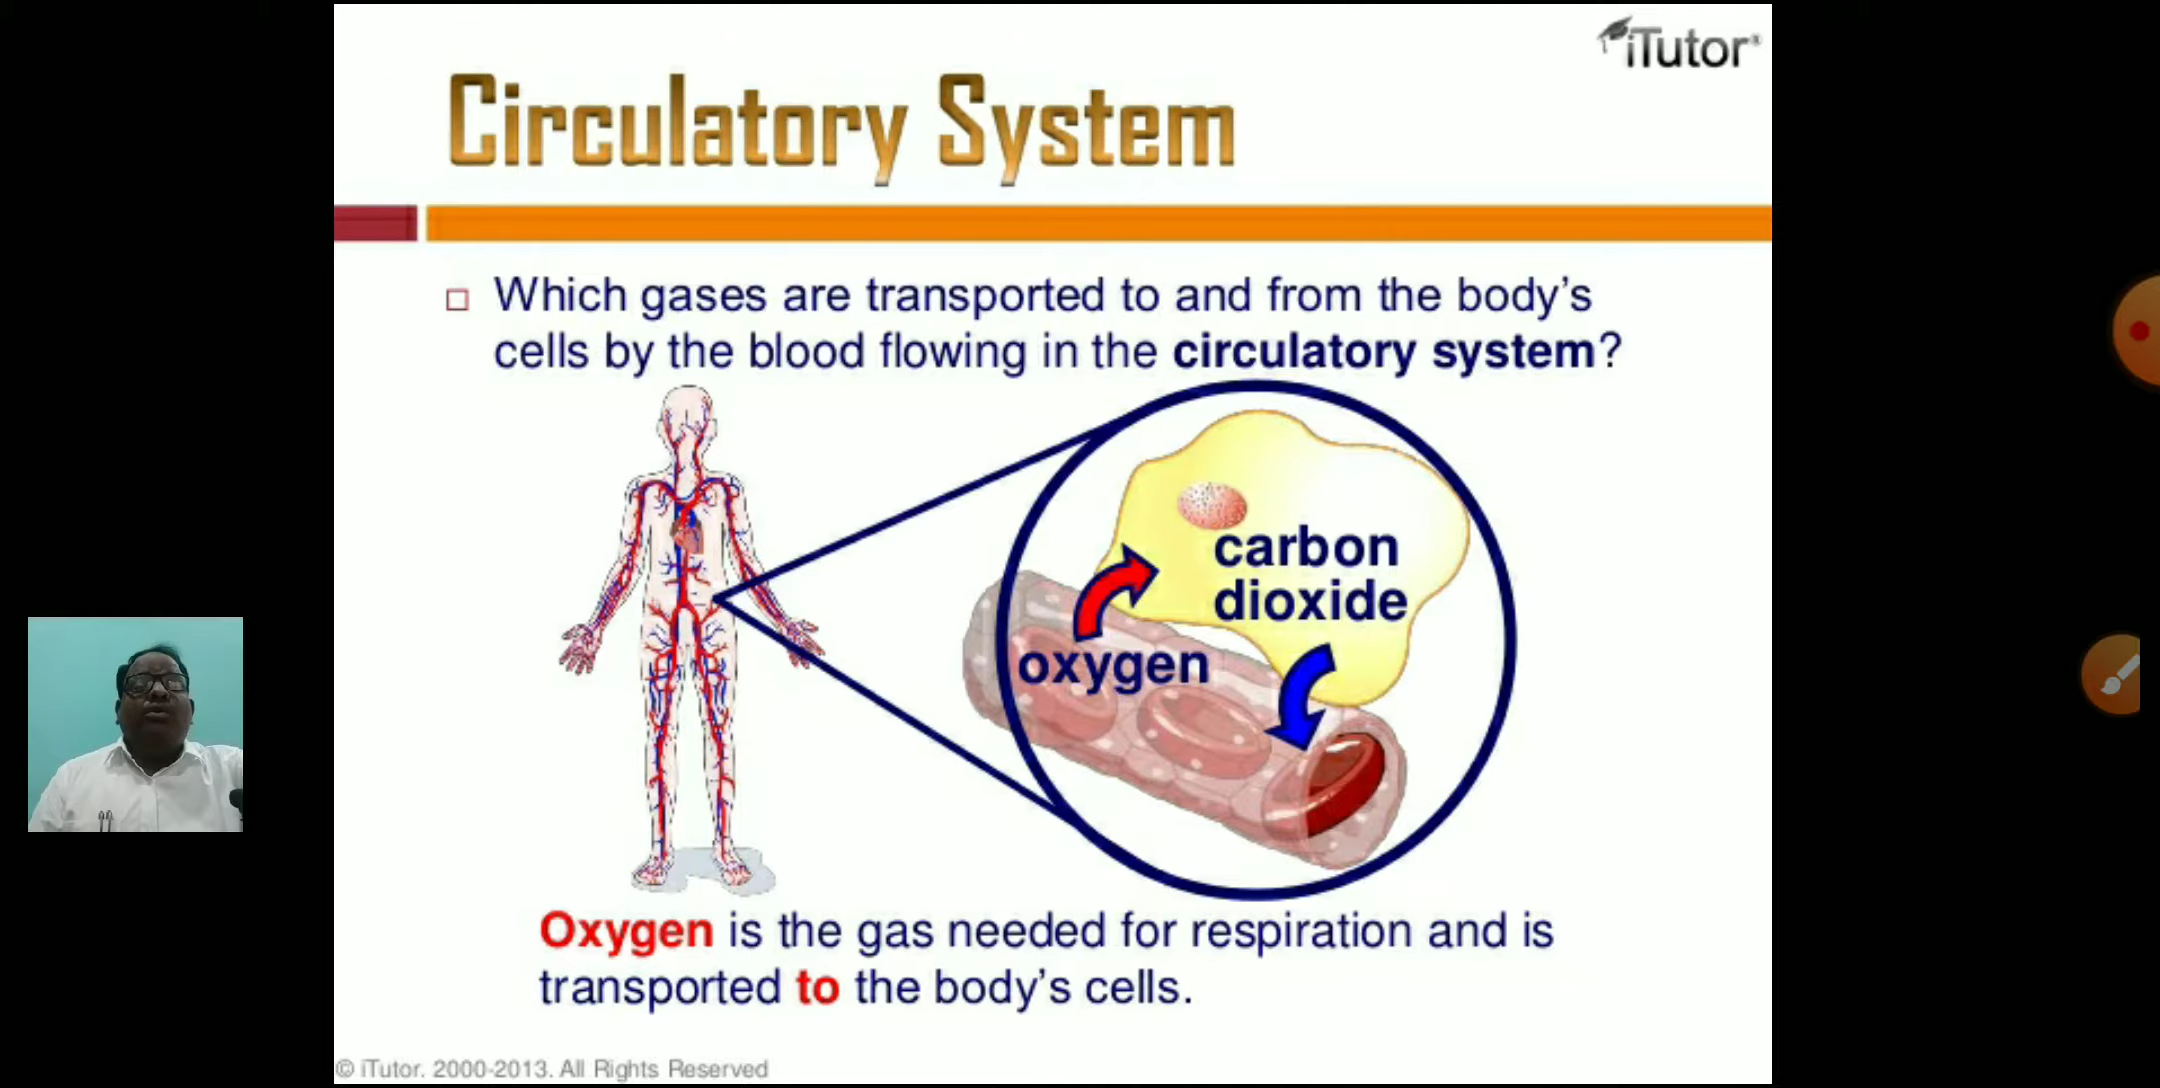 iTutor®
Circulatory System
Which gases are transported to and from the body's
cells by the blood flowing in the circulatory system?
carbon
dioxide
oxygen
Oxygen is the gas needed for respiration and is
transported to the body's cells.
© iTutor. 2000-2013. All Rights Reserved